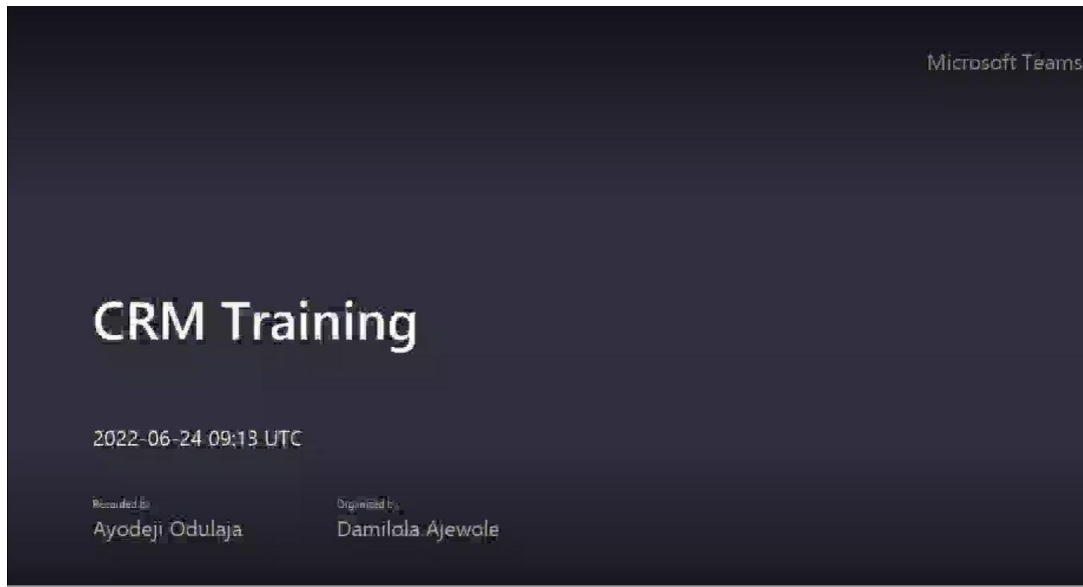 Microsoft Teams
CRM Training
2022-06-24 09:13 UTC
Recorded by
Organized by
Ayodeji Odulaja
Damilola Ajewole